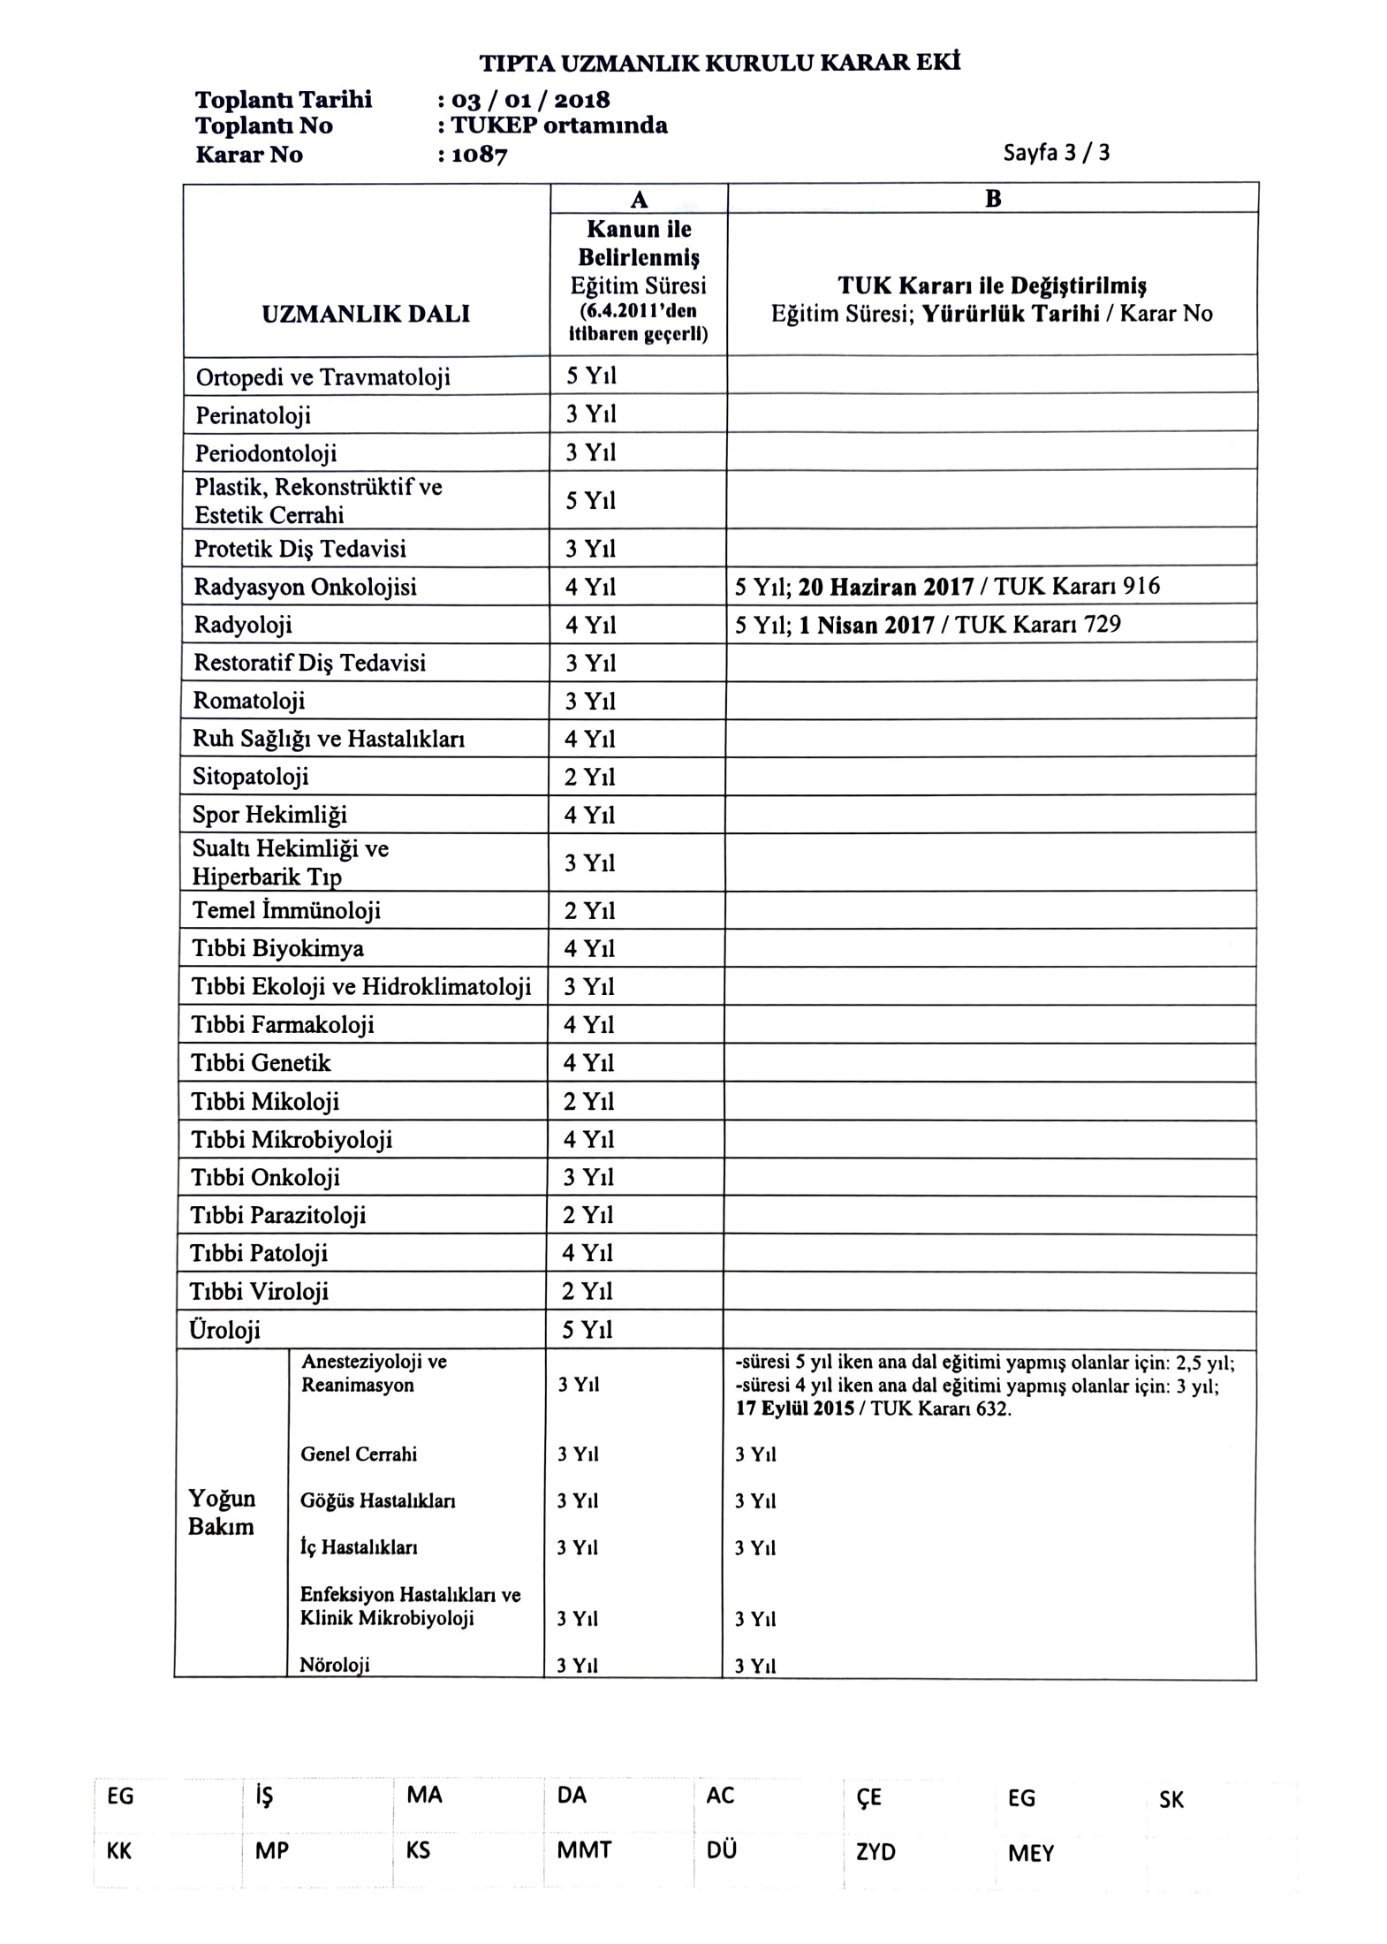 TIPTA UZMANLIK KURULU KARAR EKİ
Toplantı Tarihi : 03 / 01 / 2018
Toplantı No : TUKEP ortamında
Karar No : 1087
Sayfa 3 / 3
UZMANLIK DALI
A
Kanun ile
Belirlenmiş
Eğitim Süresi
(6.4.2011'den
itibaren geçerli)
B
TUK Kararı ile Değiştirilmiş
Eğitim Süresi; Yürürlük Tarihi / Karar No
Ortopedi ve Travmatoloji 5 Yıl
Perinatoloji 3 Yıl
Periodontoloji 3 Yıl
Plastik, Rekonstrüktif ve
Estetik Cerrahi 5 Yıl
Protetik Diş Tedavisi 3 Yıl
Radyasyon Onkolojisi 4 Yıl 5 Yıl; 20 Haziran 2017 / TUK Kararı 916
Radyoloji 4 Yıl 5 Yıl; 1 Nisan 2017 / TUK Kararı 729
Restoratif Diş Tedavisi 3 Yıl
Romatoloji 3 Yıl
Ruh Sağlığı ve Hastalıkları 4 Yıl
Sitopatoloji 2 Yıl
Spor Hekimliği 4 Yıl
Sualtı Hekimliği ve
Hiperbarik Tıp 3 Yıl
Temel İmmünoloji 2 Yıl
Tıbbi Biyokimya 4 Yıl
Tıbbi Ekoloji ve Hidroklimatoloji 3 Yıl
Tıbbi Farmakoloji 4 Yıl
Tıbbi Genetik 4 Yıl
Tıbbi Mikoloji 2 Yıl
Tıbbi Mikrobiyoloji 4 Yıl
Tıbbi Onkoloji 3 Yıl
Tıbbi Parazitoloji 2 Yıl
Tıbbi Patoloji 4 Yıl
Tıbbi Viroloji 2 Yıl
Üroloji 5 Yıl
Yoğun
Bakım
Anesteziyoloji ve
Reanimasyon 3 Yıl
-süresi 5 yıl iken ana dal eğitimi yapmış olanlar için: 2,5 yıl;
-süresi 4 yıl iken ana dal eğitimi yapmış olanlar için: 3 yıl;
17 Eylül 2015 / TUK Kararı 632.
Genel Cerrahi 3 Yıl 3 Yıl
Göğüs Hastalıkları 3 Yıl 3 Yıl
İç Hastalıkları 3 Yıl 3 Yıl
Enfeksiyon Hastalıkları ve
Klinik Mikrobiyoloji 3 Yıl 3 Yıl
Nöroloji 3 Yıl 3 Yıl
EG İŞ MA DA AC ÇE EG SK
KK MP KS MMT DÜ ZYD MEY